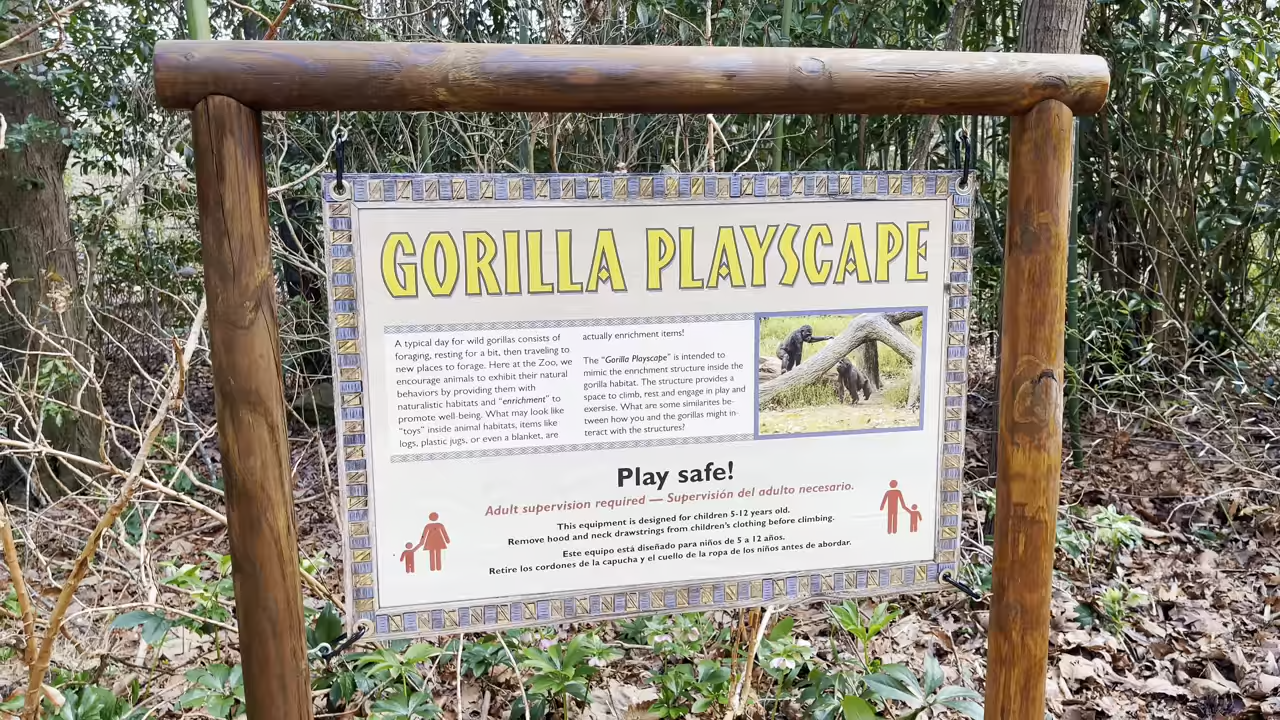 GORILLA PLAYSCAPE
A typical day for wild gorillas consists of
foraging, resting for a bit, then traveling to
new places to forage. Here at the Zoo, we
encourage animals to exhibit their natural
behaviors by providing them with
naturalistic habitats and “enrichment” to
promote well-being. What may look like
“toys” inside animal habitats, items like
logs, plastic jugs, or even a blanket, are
actually enrichment items!
The “Gorilla Playscape” is intended to
mimic the enrichment structure inside the
gorilla habitat. The structure provides a
space to climb, rest and engage in play and
exersise. What are some similarites be-
tween how you and the gorillas might in-
teract with the structures?
Play safe!
Adult supervision required — Supervisión del adulto necesario.
This equipment is designed for children 5-12 years old.
Remove hood and neck drawstrings from children's clothing before climbing.
Este equipo está diseñado para niños de 5 a 12 años.
Retire los cordones de la capucha y el cuello de la ropa de los niños antes de abordar.